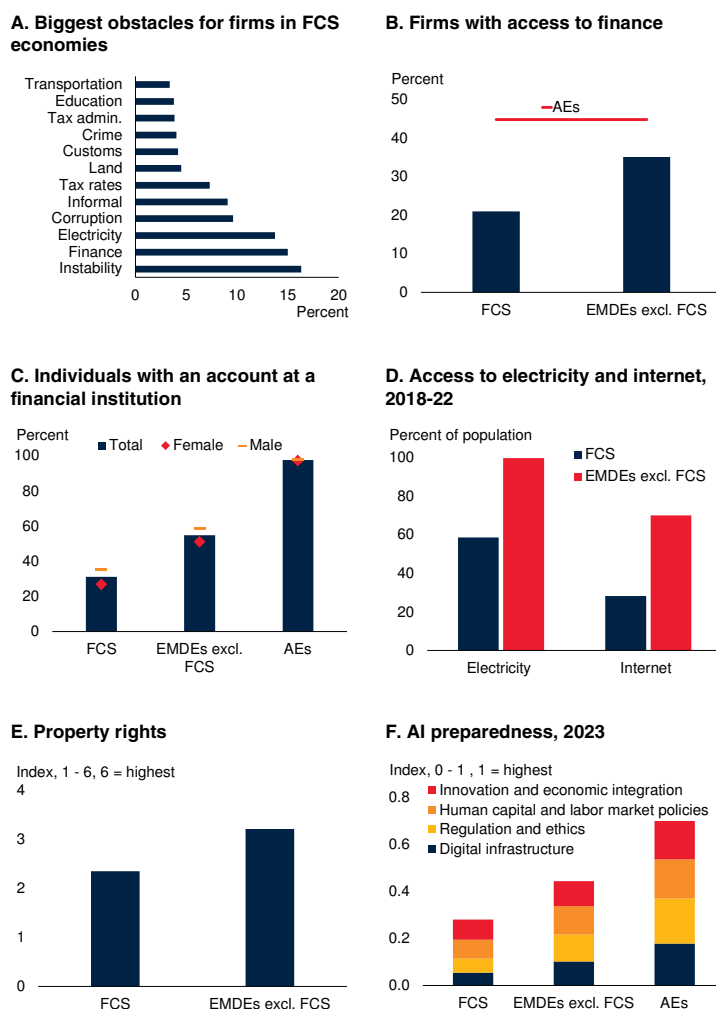 A. Biggest obstacles for firms in FCS
economies
Transportation
Education
Tax admin.
Crime
Customs
Land
Tax rates
Informal
Corruption
Electricity
Finance
Instability
0 5 10 15 20
Percent
B. Firms with access to finance
Percent
50
40
30
20
10
0
AEs
FCS EMDEs excl. FCS
C. Individuals with an account at a
financial institution
Percent
Total Female Male
100
80
60
40
20
0
FCS EMDEs excl. AEs
FCS
D. Access to electricity and internet,
2018-22
Percent of population
FCS
EMDEs excl. FCS
100
80
60
40
20
0
Electricity Internet
E. Property rights
Index, 1 - 6, 6 = highest
4
3
2
1
0
FCS EMDEs excl. FCS
F. AI preparedness, 2023
Index, 0 - 1 , 1 = highest
Innovation and economic integration
Human capital and labor market policies
Regulation and ethics
Digital infrastructure
0.8
0.6
0.4
0.2
0.0
FCS EMDEs excl. FCS AEs